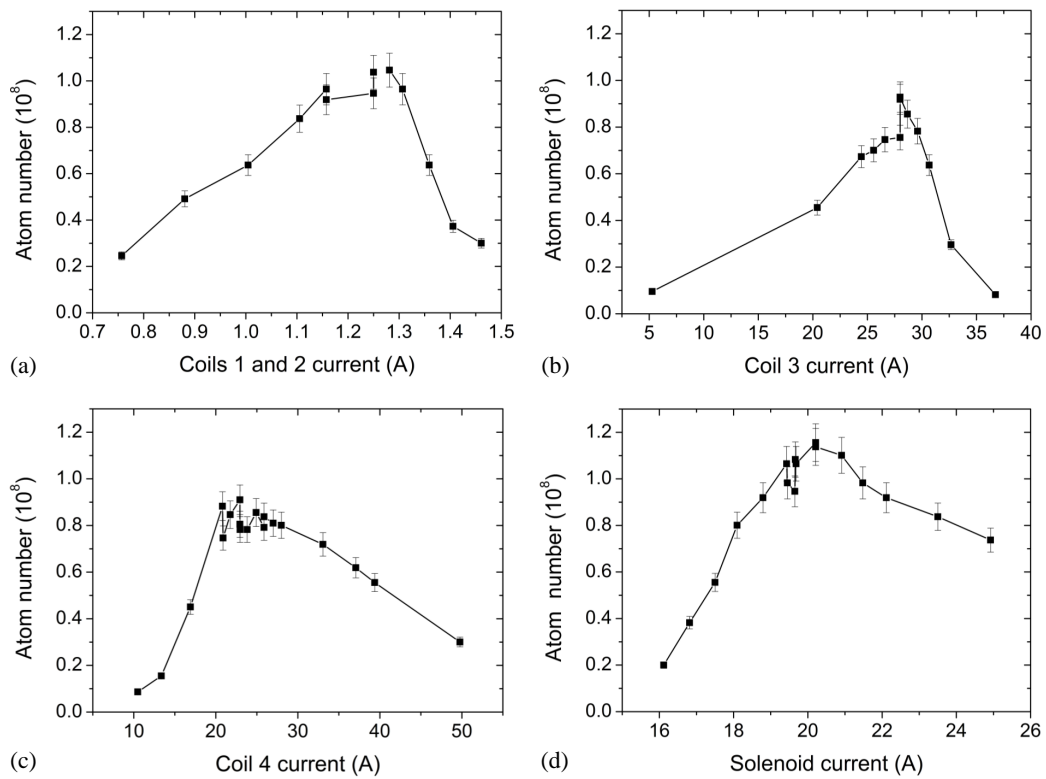 1.2
1.0
0.8
0.6
0.4
0.2
0.0
Atom number (10⁸)
0.7 0.8 0.9 1.0 1.1 1.2 1.3 1.4 1.5
Coils 1 and 2 current (A)
(a)
1.2
1.0
0.8
0.6
0.4
0.2
0.0
Atom number (10⁸)
5 10 15 20 25 30 35 40
Coil 3 current (A)
(b)
1.2
1.0
0.8
0.6
0.4
0.2
0.0
Atom number (10⁸)
10 20 30 40 50
Coil 4 current (A)
(c)
1.2
1.0
0.8
0.6
0.4
0.2
0.0
Atom number (10⁸)
16 18 20 22 24 26
Solenoid current (A)
(d)